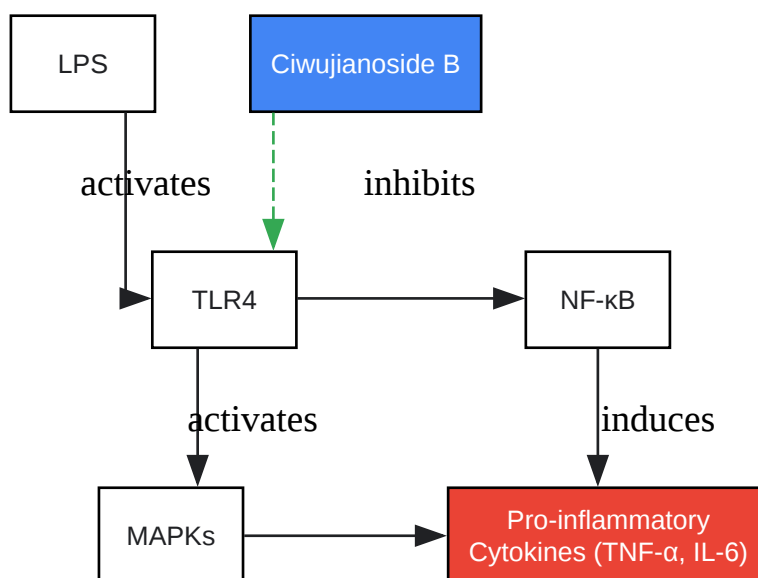 LPS
Ciwujianoside B
activates
inhibits
TLR4
NF-κB
activates
induces
MAPKs
Pro-inflammatory
Cytokines (TNF-α, IL-6)